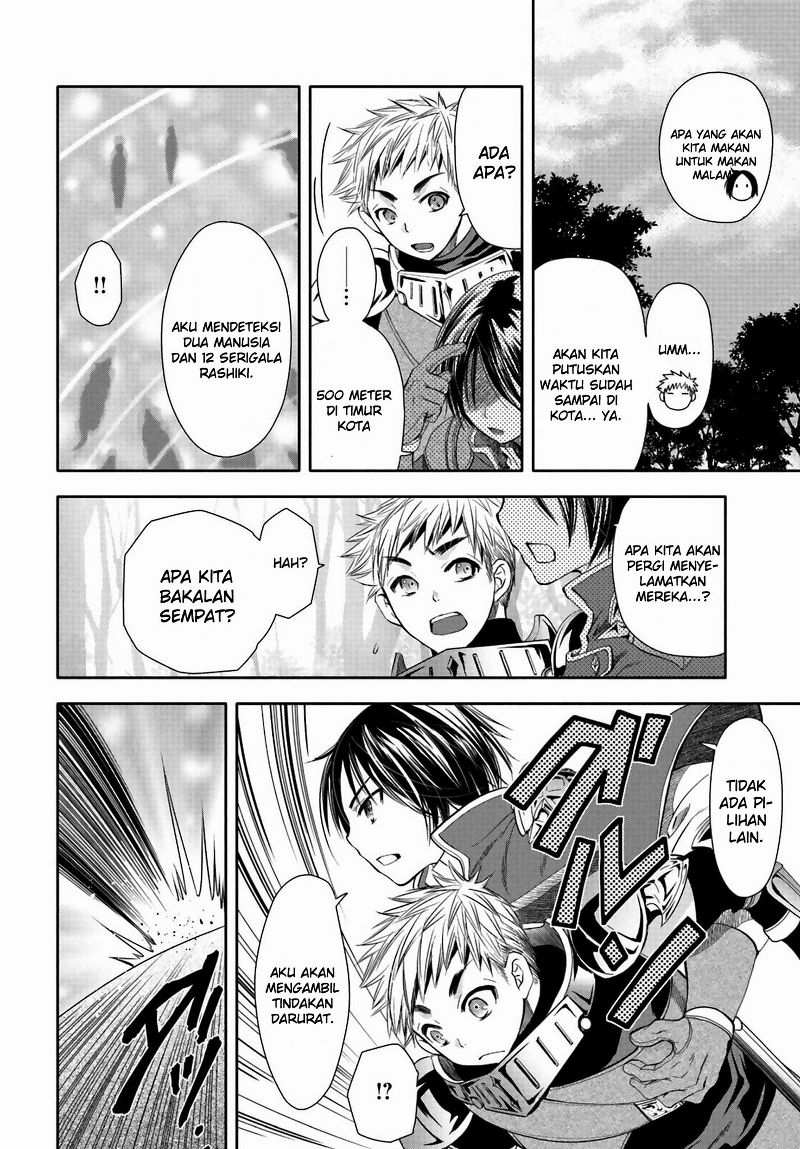 APA YANG AKAN
KITA MAKAN
UNTUK MAKAN
MALAM
UMM...
AKAN KITA
PUTUSKAN
WAKTU SUDAH
SAMPAI DI
KOTA... YA.
ADA
APA?
...
500 METER
DI TIMUR
KOTA
AKU MENDETEKSI
DUA MANUSIA
DAN 12 SERIGALA
RASHIKI.
!!
APA KITA AKAN
PERGI MENYE-
LAMATKAN
MEREKA...?
HAH?
APA KITA
BAKALAN
SEMPAT?
TIDAK
ADA PI-
LIHAN
LAIN.
AKU AKAN
MENGAMBIL
TINDAKAN
DARURAT.
!?